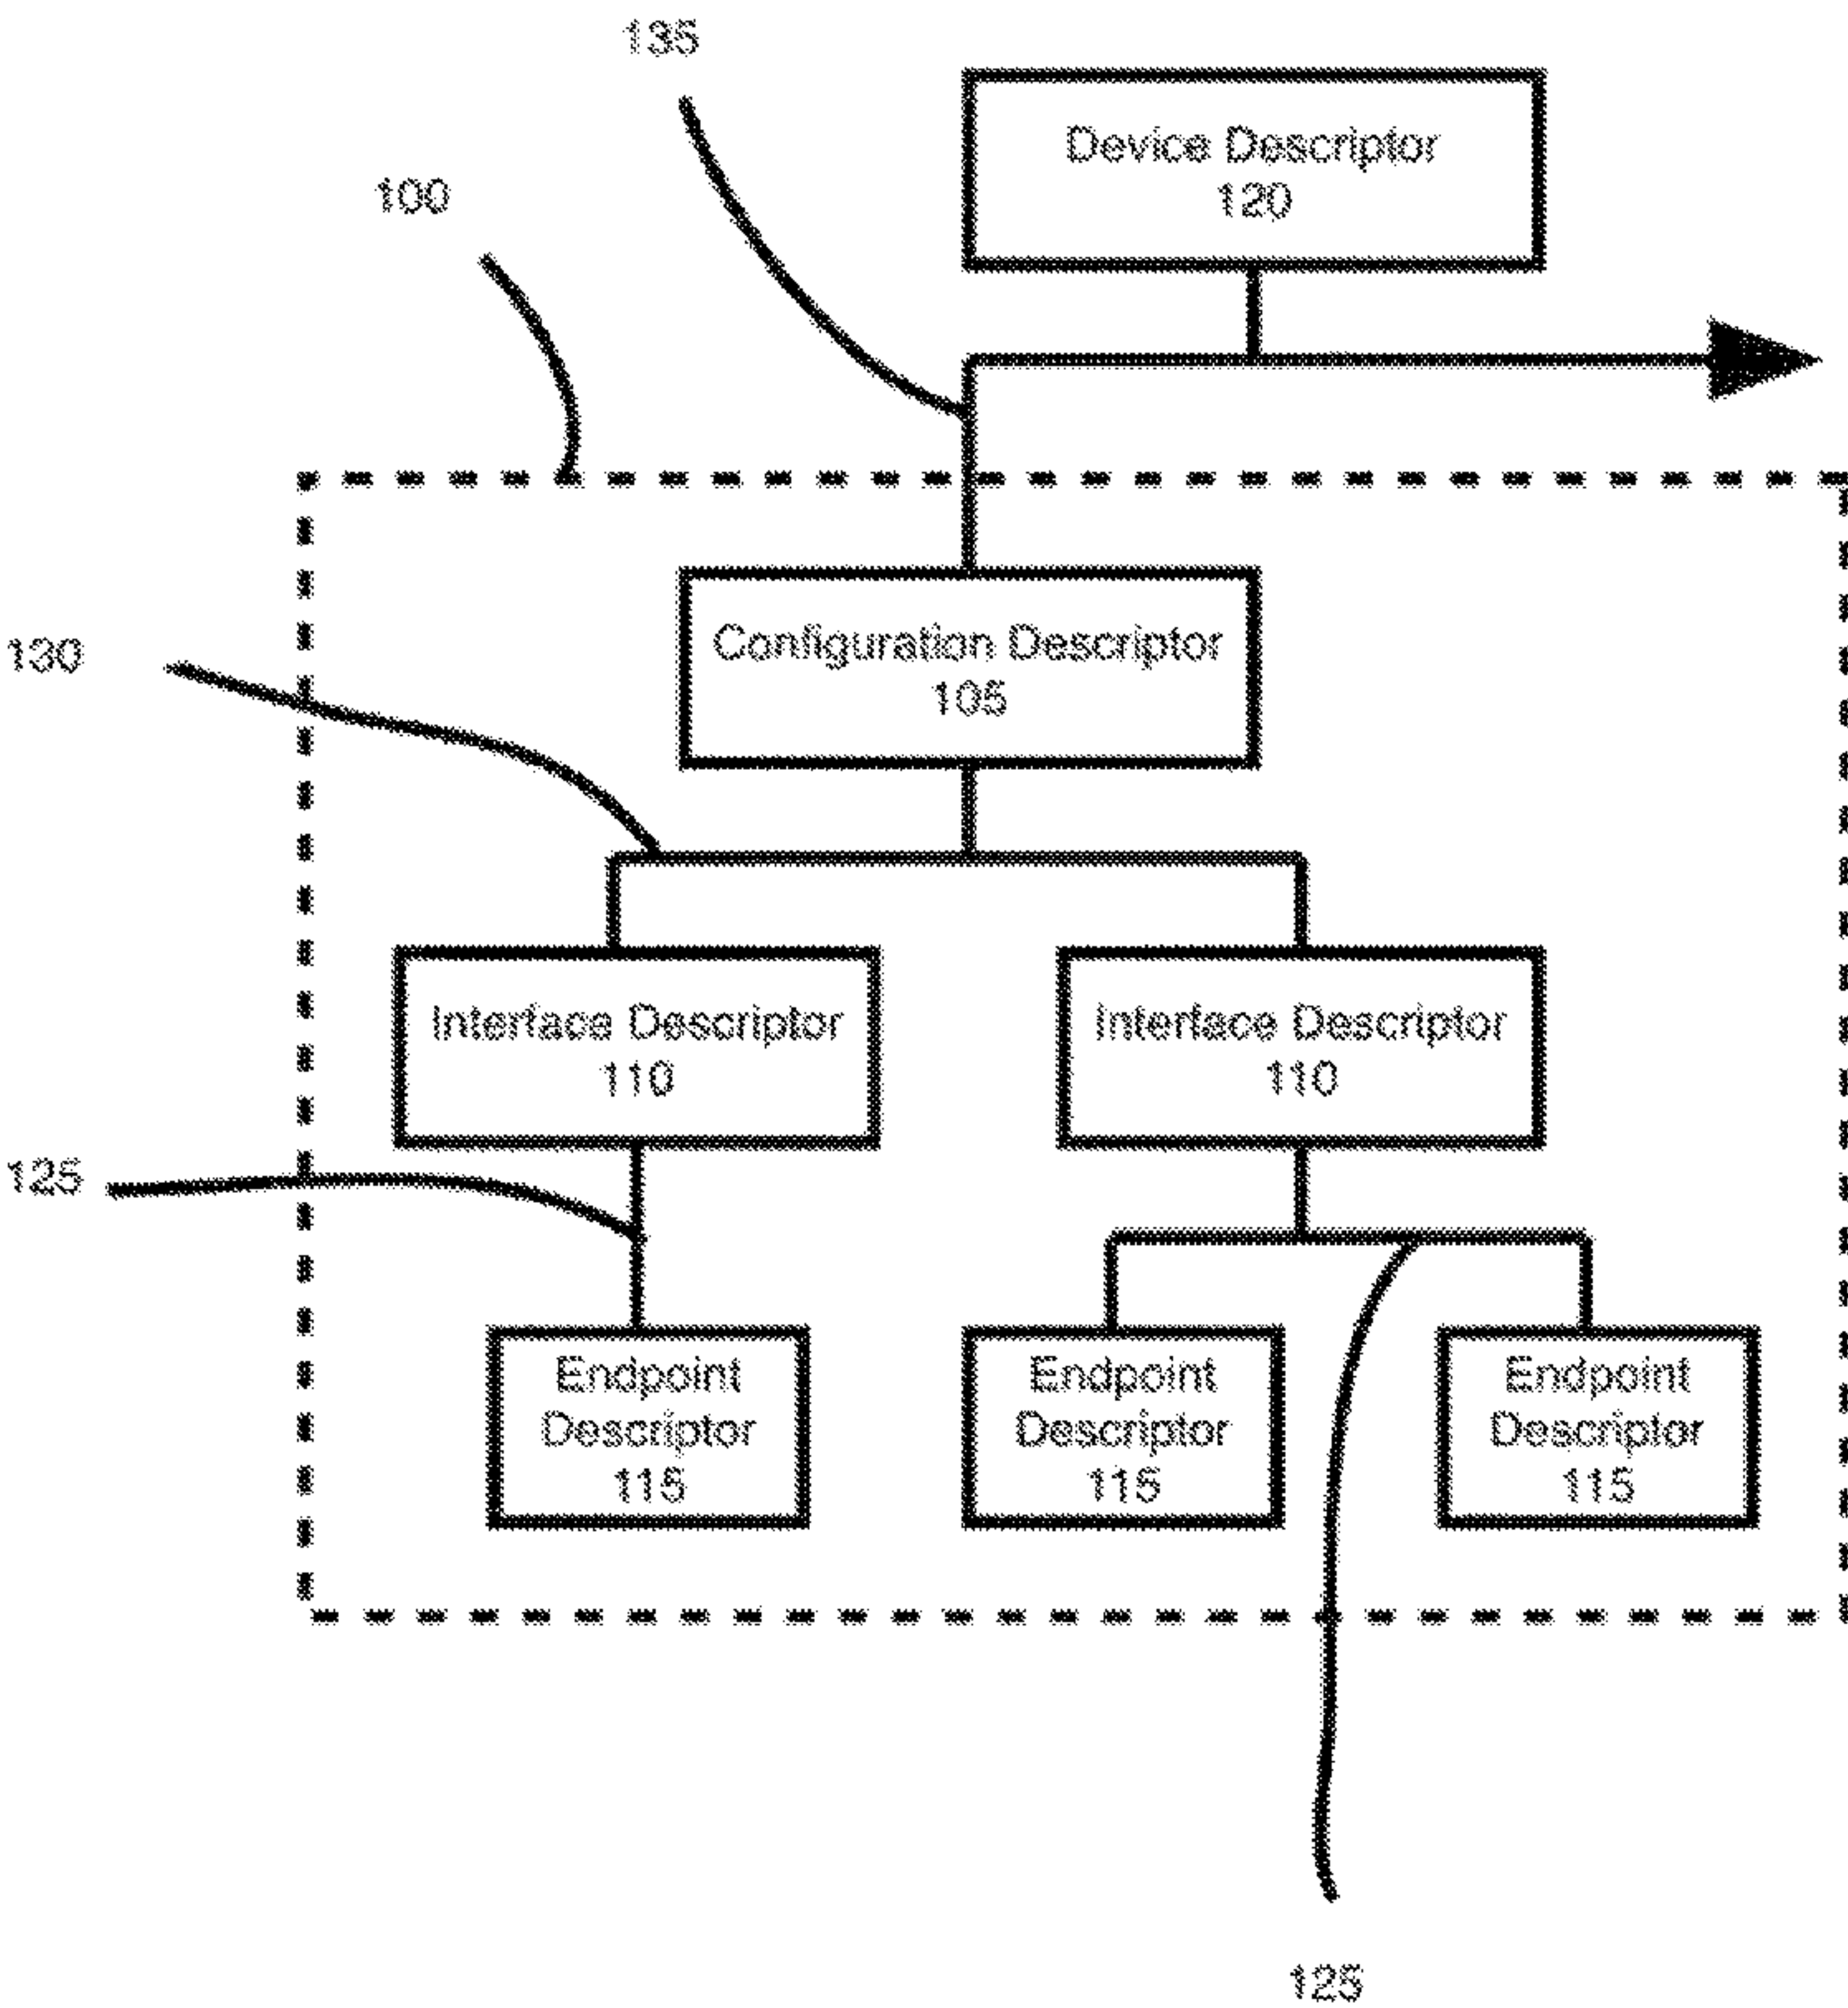 135
Device Descriptor
120
100
Configuration Descriptor
105
130
Interface Descriptor
110
Interface Descriptor
110
125
Endpoint
Descriptor
115
Endpoint
Descriptor
115
Endpoint
Descriptor
115
125